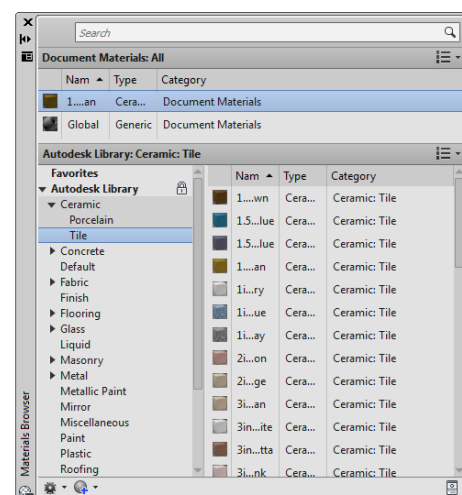 Search
Document Materials: All
Nam Type Category
1....an Cera... Document Materials
Global Generic Document Materials
Autodesk Library: Ceramic: Tile
Favorites
Autodesk Library
Ceramic
Porcelain
Tile
Concrete
Default
Fabric
Finish
Flooring
Glass
Liquid
Masonry
Metal
Metallic Paint
Mirror
Miscellaneous
Paint
Plastic
Roofing
Nam Type Category
1....wn Cera... Ceramic: Tile
1.5...lue Cera... Ceramic: Tile
1.5...lue Cera... Ceramic: Tile
1....an Cera... Ceramic: Tile
1i...ry Cera... Ceramic: Tile
1i...ue Cera... Ceramic: Tile
1i...ay Cera... Ceramic: Tile
2i...on Cera... Ceramic: Tile
2i...ge Cera... Ceramic: Tile
3i...an Cera... Ceramic: Tile
3in...ite Cera... Ceramic: Tile
3in...tta Cera... Ceramic: Tile
3i...nk Cera... Ceramic: Tile
Materials Browser